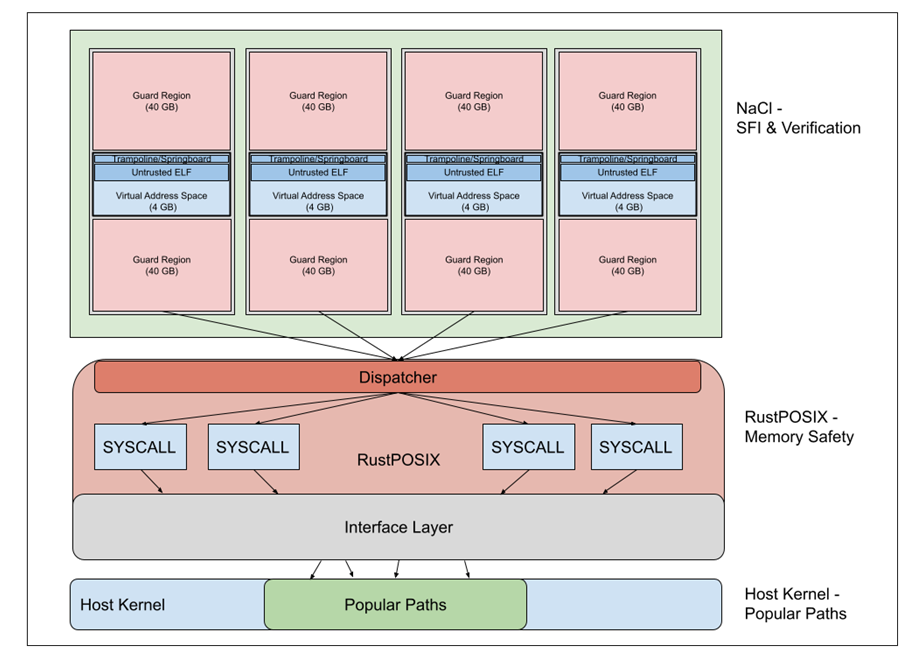 Guard Region
(40 GB)
Guard Region
(40 GB)
Guard Region
(40 GB)
Guard Region
(40 GB)
NaCl -
SFI & Verification
Trampoline/Springboard
Trampoline/Springboard
Trampoline/Springboard
Trampoline/Springboard
Untrusted ELF
Untrusted ELF
Untrusted ELF
Untrusted ELF
Virtual Address Space
(4 GB)
Virtual Address Space
(4 GB)
Virtual Address Space
(4 GB)
Virtual Address Space
(4 GB)
Guard Region
(40 GB)
Guard Region
(40 GB)
Guard Region
(40 GB)
Guard Region
(40 GB)
Dispatcher
RustPOSIX -
Memory Safety
SYSCALL
SYSCALL
SYSCALL
SYSCALL
RustPOSIX
Interface Layer
Host Kernel
Popular Paths
Host Kernel -
Popular Paths